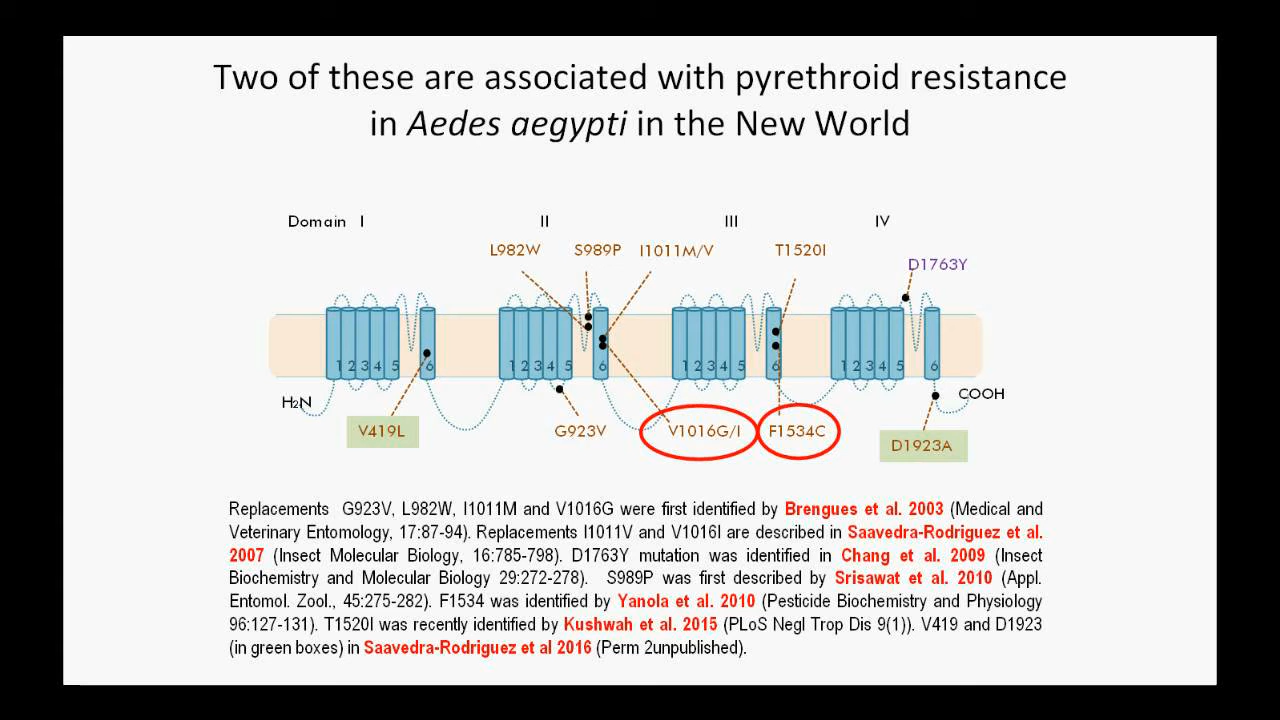 Two of these are associated with pyrethroid resistance
in Aedes aegypti in the New World
Domain I II III IV
L982W S989P I1011M/V T1520I
D1763Y
1 2 3 4 5 6 1 2 3 4 5 6 1 2 3 4 5 6 1 2 3 4 5 6
H₂N COOH
V419L G923V V1016G/I F1534C D1923A
Replacements G923V, L982W, I1011M and V1016G were first identified by Brengues et al. 2003 (Medical and
Veterinary Entomology, 17:87-94). Replacements I1011V and V1016I are described in Saavedra-Rodriguez et al.
2007 (Insect Molecular Biology, 16:785-798). D1763Y mutation was identified in Chang et al. 2009 (Insect
Biochemistry and Molecular Biology 29:272-278). S989P was first described by Srisawat et al. 2010 (Appl.
Entomol. Zool., 45:275-282). F1534 was identified by Yanola et al. 2010 (Pesticide Biochemistry and Physiology
96:127-131). T1520I was recently identified by Kushwah et al. 2015 (PLoS Negl Trop Dis 9(1)). V419 and D1923
(in green boxes) in Saavedra-Rodriguez et al 2016 (Perm 2unpublished).